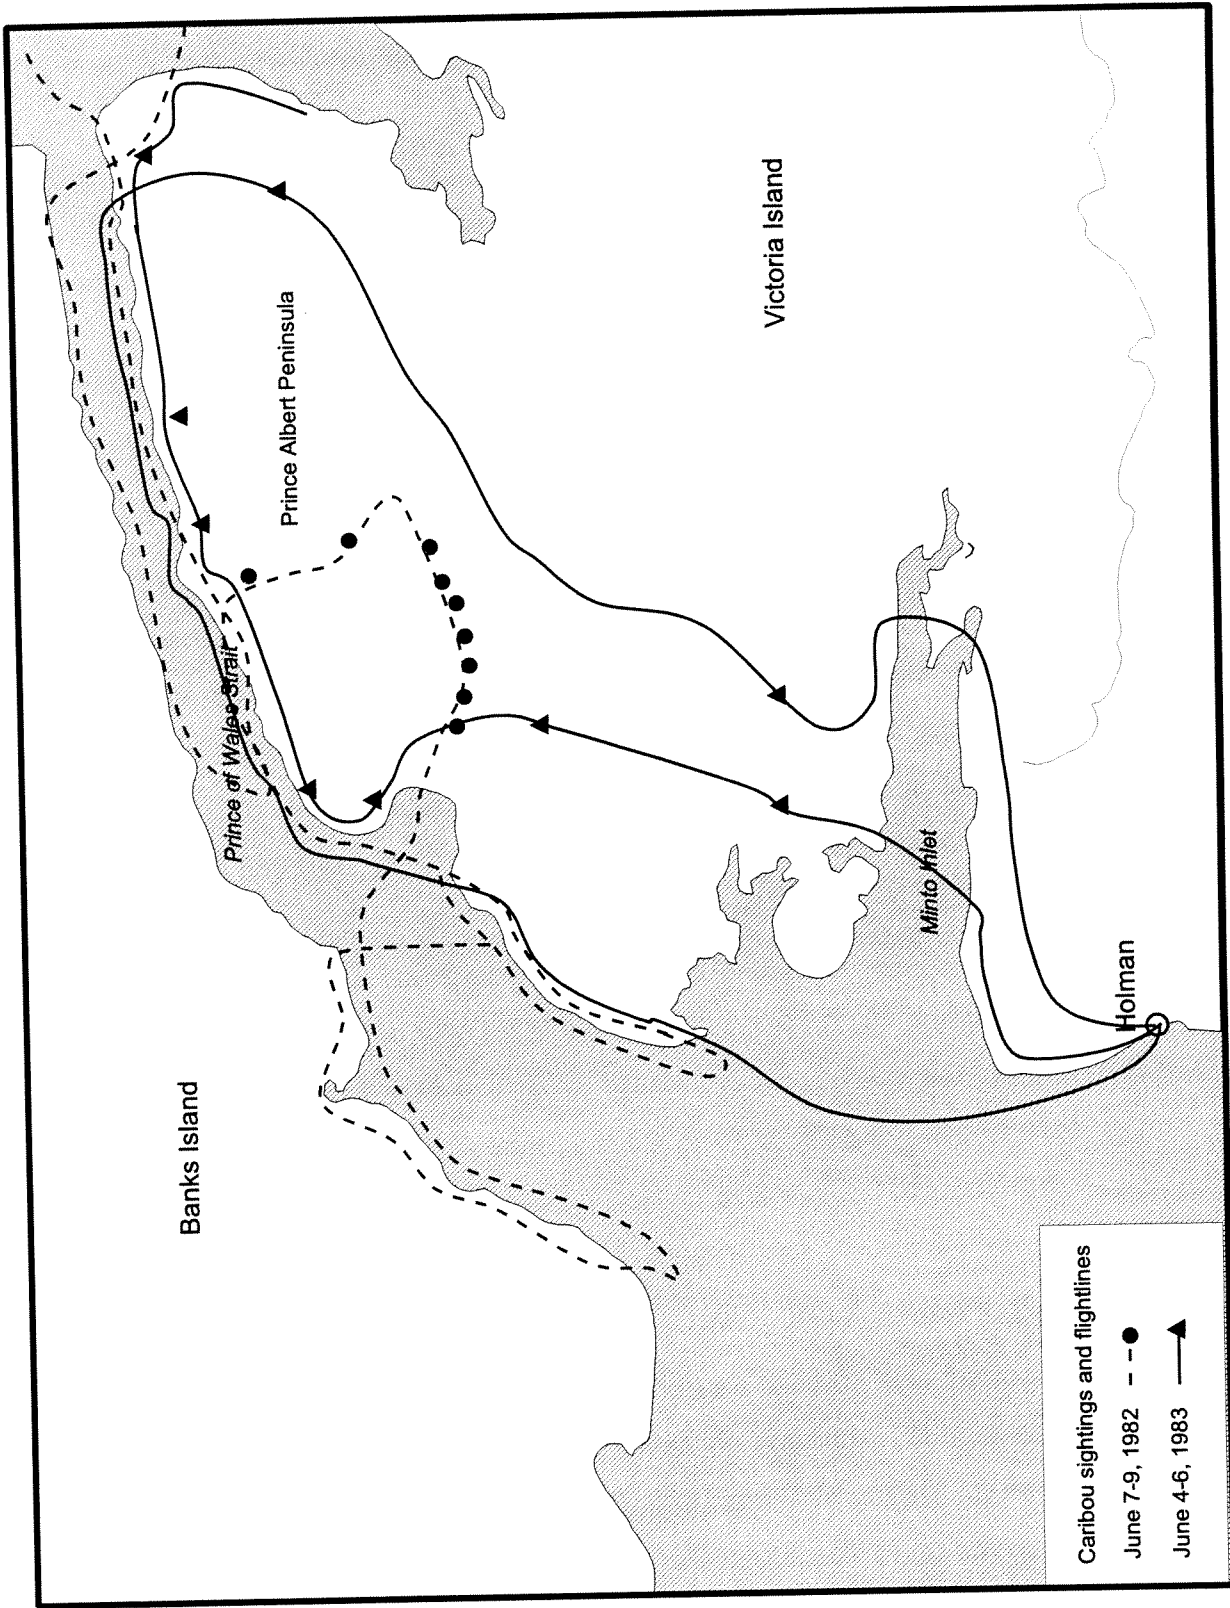 Banks Island
Prince of Wales Strait
Prince Albert Peninsula
Victoria Island
Minto Inlet
Holman
Caribou sightings and flightlines
June 7-9, 1982
June 4-6, 1983